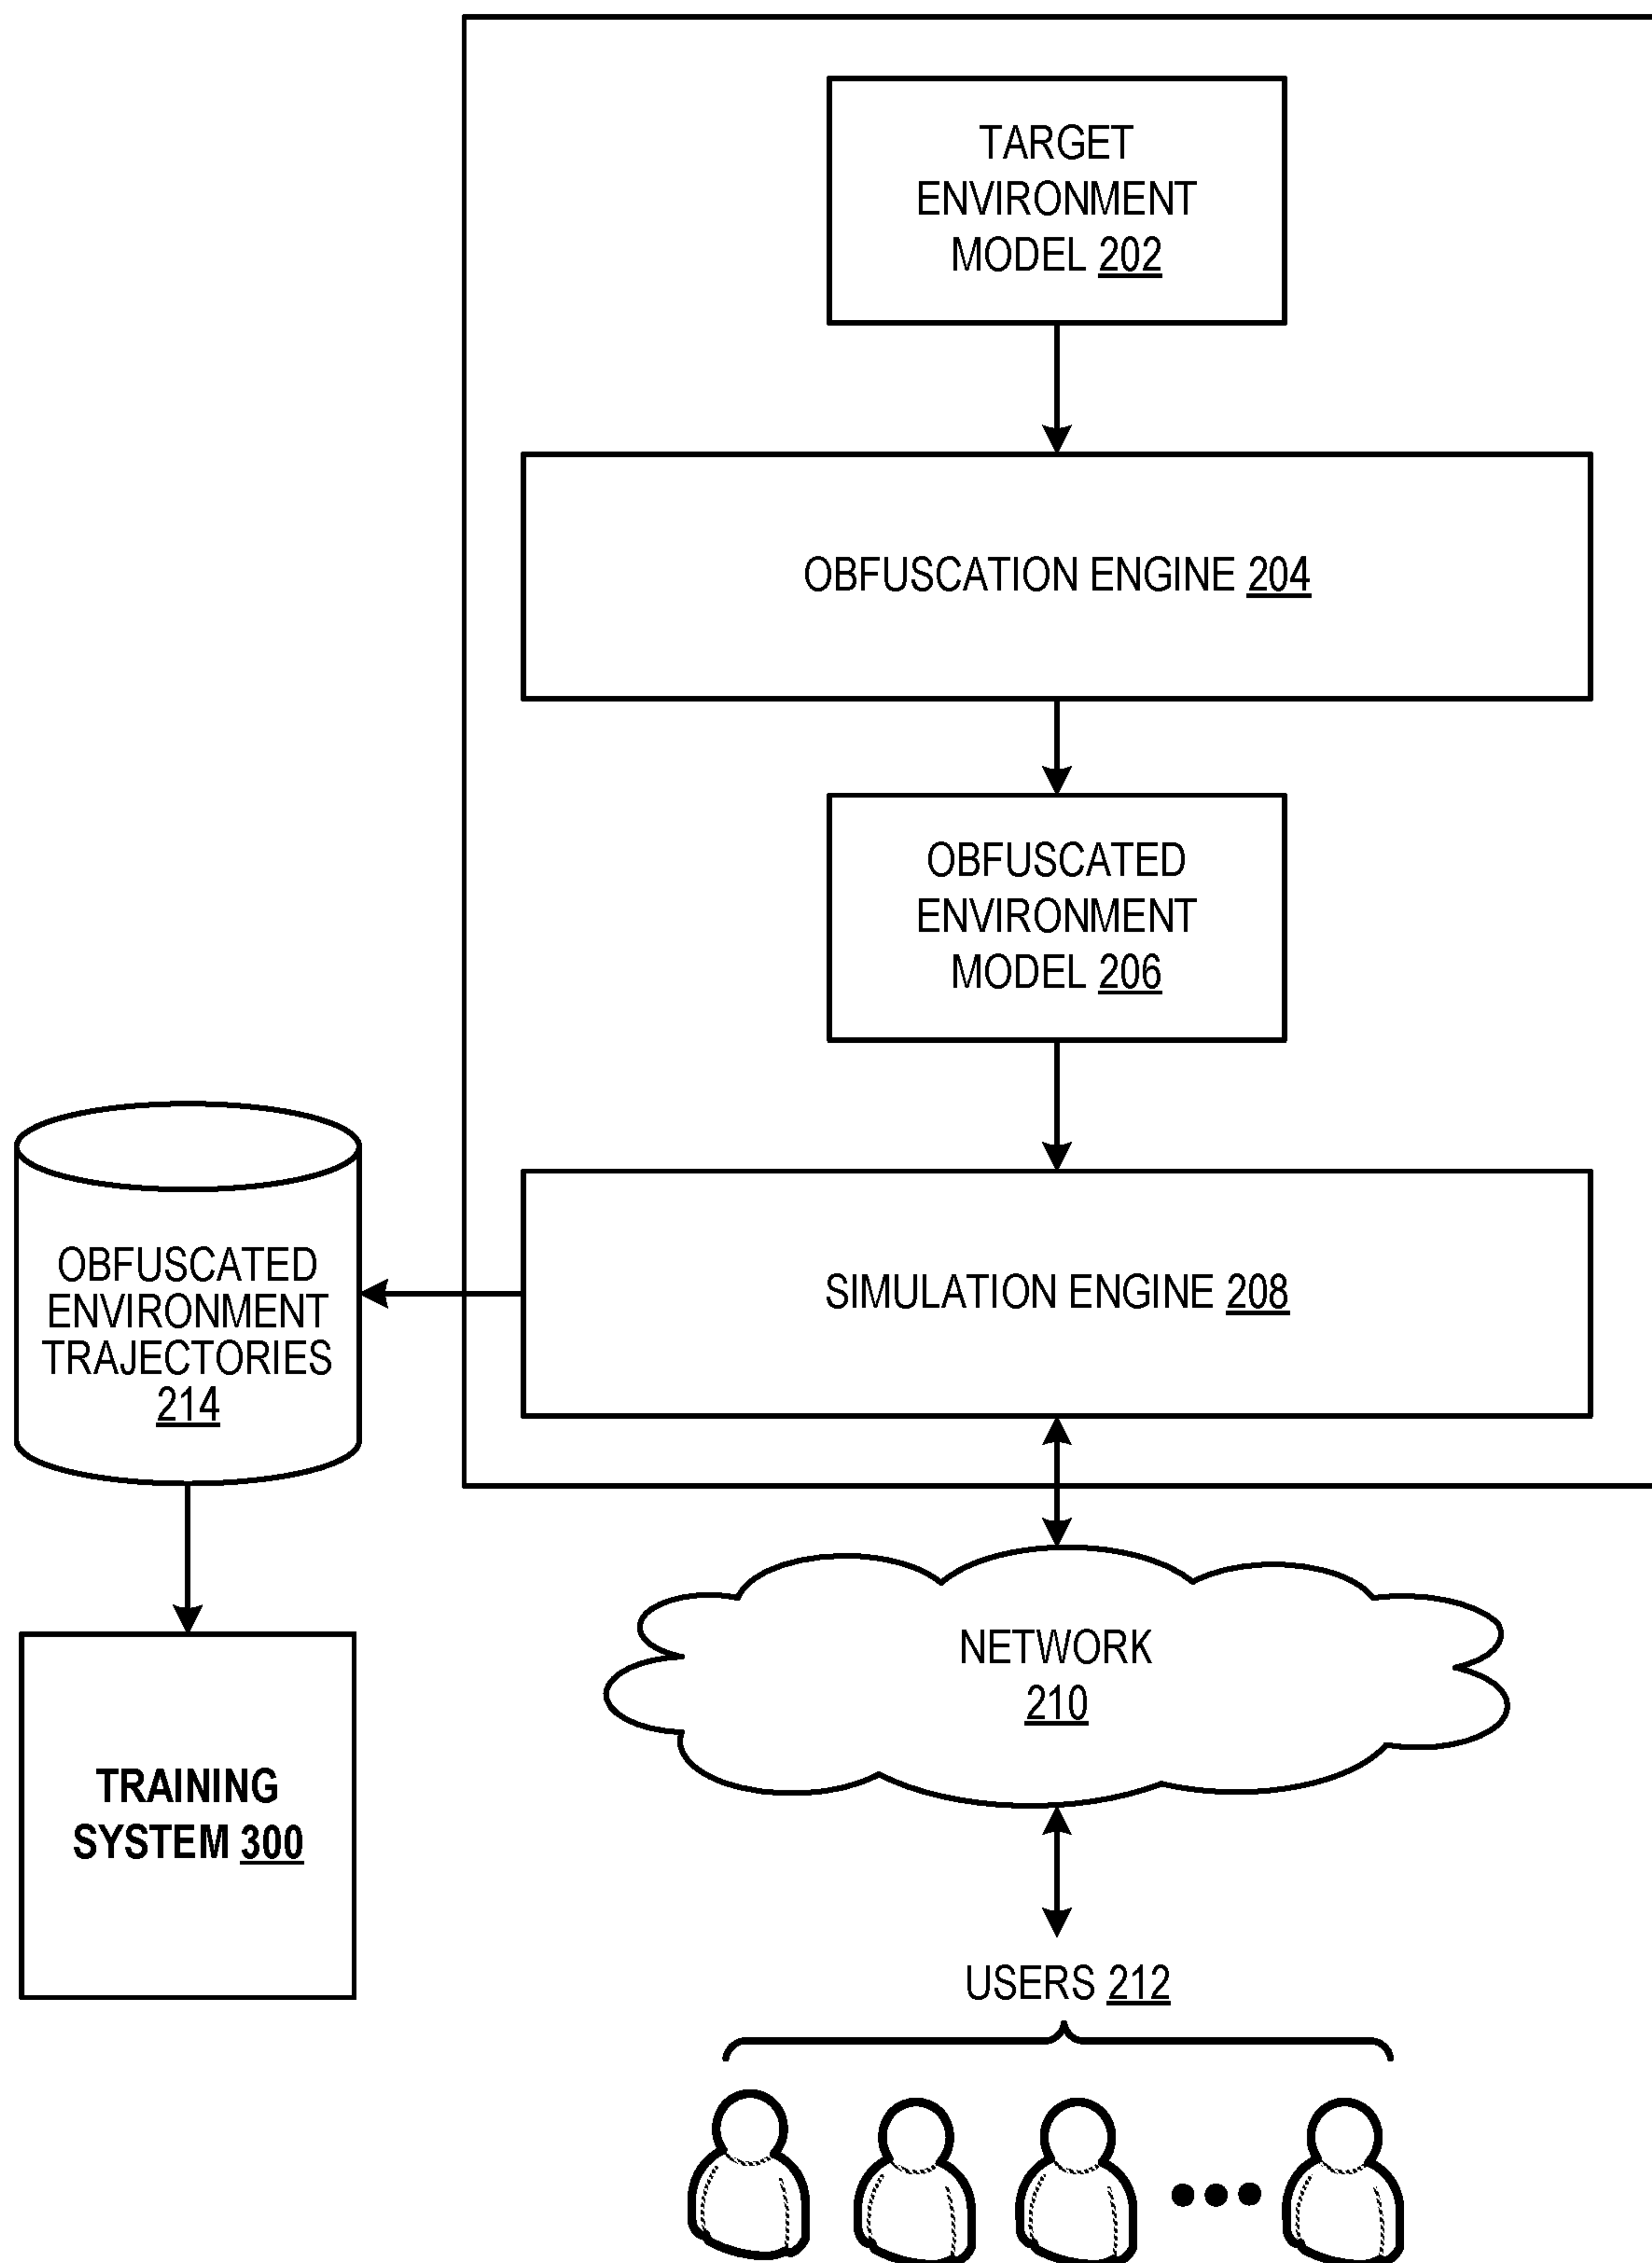 TARGET
ENVIRONMENT
MODEL 202
OBFUSCATION ENGINE 204
OBFUSCATED
ENVIRONMENT
MODEL 206
OBFUSCATED
ENVIRONMENT
TRAJECTORIES
214
SIMULATION ENGINE 208
NETWORK
210
TRAINING
SYSTEM 300
USERS 212